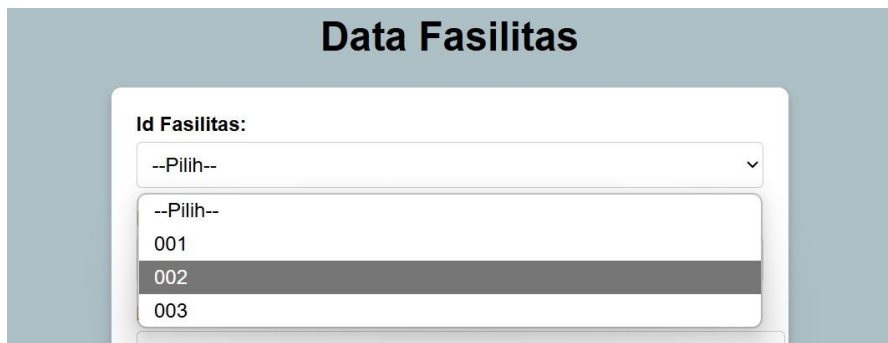 Data Fasilitas
Id Fasilitas:
--Pilih--
--Pilih--
001
002
003